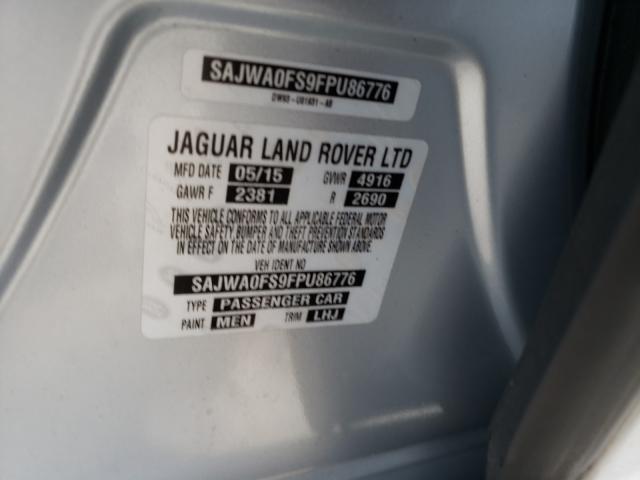 SAJWA0FS9FPU86776
JAGUAR LAND ROVER LTD
MFD DATE 05/15 GVWR 4916
GAWR F 2381 R 2690
THIS VEHICLE CONFORMS TO ALL APPLICABLE FEDERAL MOTOR
VEHICLE SAFETY, BUMPER AND THEFT PREVENTION STANDARDS
IN EFFECT ON THE DATE OF MANUFACTURE SHOWN ABOVE.
VEH IDENT NO
SAJWA0FS9FPU86776
TYPE PASSENGER CAR
PAINT MEN TRIM LHJ